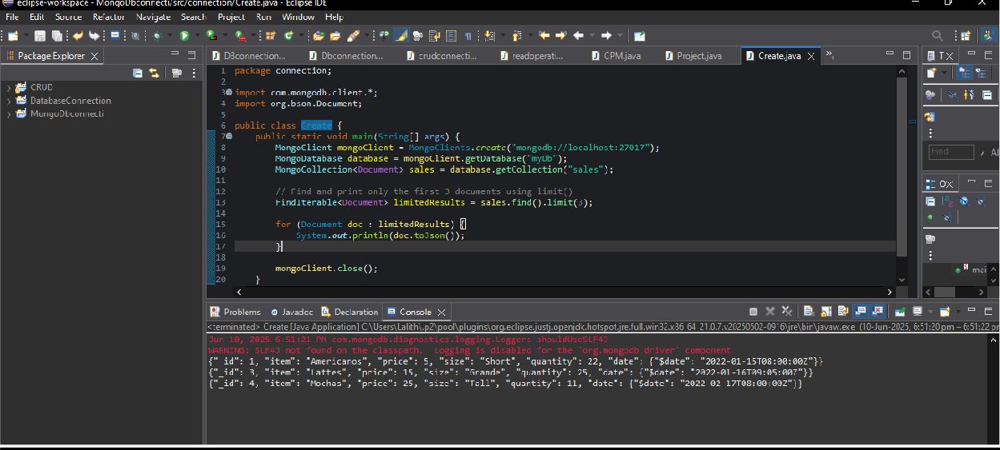 eclipse-workspace - MongoDbconnecti/src/connection/Create.java - Eclipse IDE
File Edit Source Refactor Navigate Search Project Run Window Help
Package Explorer
CRUD
DatabaseConnection
MongoDbconnecti
DBconnection...
Dbconnection...
crudconnecti...
readoperati...
CPM.java
Project.java
Create.java
1 package connection;
2
3 import com.mongodb.client.*;
4 import org.bson.Document;
5
6 public class Create {
7 public static void main(String[] args) {
8 MongoClient mongoClient = MongoClients.create("mongodb://localhost:27017");
9 MongoDatabase database = mongoClient.getDatabase("myDb");
10 MongoCollection<Document> sales = database.getCollection("sales");
11
12 // Find and print only the first 3 documents using limit()
13 FindIterable<Document> limitedResults = sales.find().limit(3);
14
15 for (Document doc : limitedResults) {
16 System.out.println(doc.toJson());
17 }
18
19 mongoClient.close();
20 }
Find
Al
mai
Problems Javadoc Declaration Console
<terminated> Create [Java Application] C:\Users\Lalith\.p2\pool\plugins\org.eclipse.justj.openjdk.hotspot.jre.full.win32.x86_64_21.0.7.v20250502-0916\jre\bin\javaw.exe (10-Jun-2025, 6:51:20 pm – 6:51:22 pm
Jun 10, 2025 6:51:21 PM com.mongodb.diagnostics.logging.Loggers shouldUseSLF4J
WARNING: SLF4J not found on the classpath. Logging is disabled for the 'org.mongodb.driver' component
{"_id": 1, "item": "Americanos", "price": 5, "size": "Short", "quantity": 22, "date": {"$date": "2022-01-15T08:00:00Z"}}
{"_id": 3, "item": "Lattes", "price": 15, "size": "Grande", "quantity": 25, "date": {"$date": "2022-01-16T09:05:00Z"}}
{"_id": 4, "item": "Mochas", "price": 25, "size": "Tall", "quantity": 11, "date": {"$date": "2022-02-17T08:00:00Z"}}